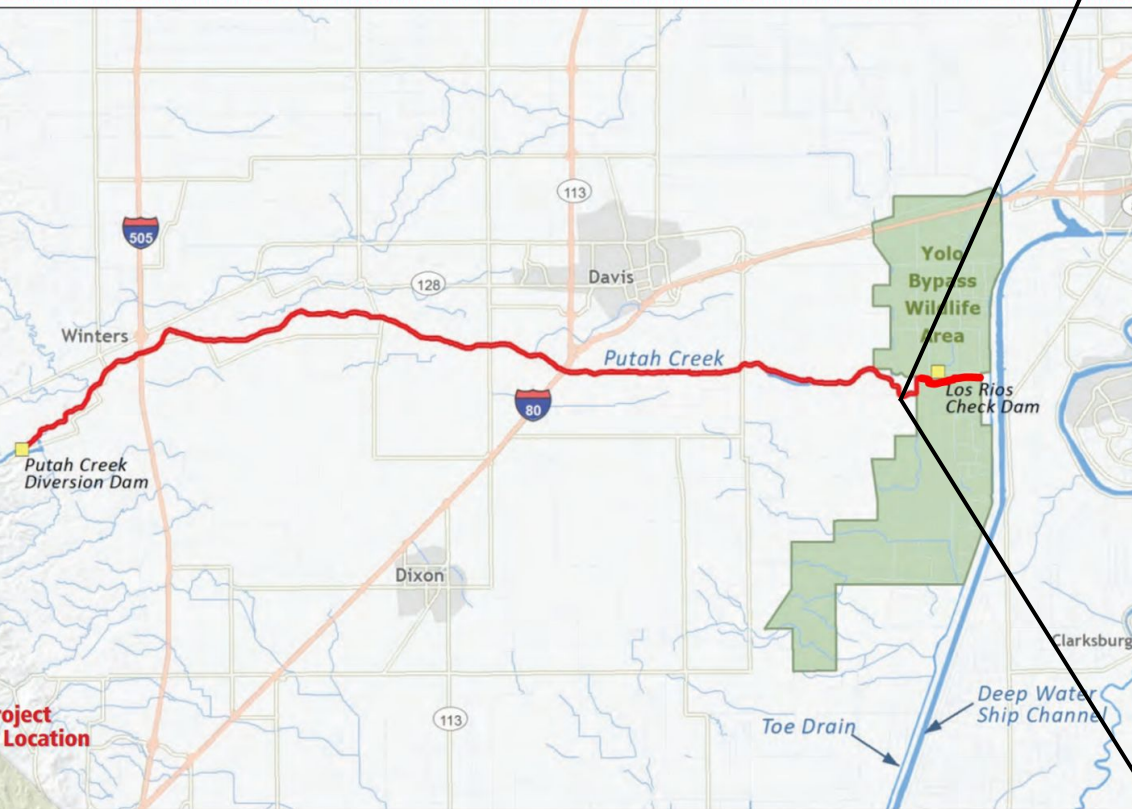 113
505
Yolo
Bypass
Wildlife
Area
Davis
128
Winters
Putah Creek
80
Los Rios
Check Dam
Putah Creek
Diversion Dam
Dixon
Clarksburg
oject
Location
113
Deep Water
Ship Channel
Toe Drain